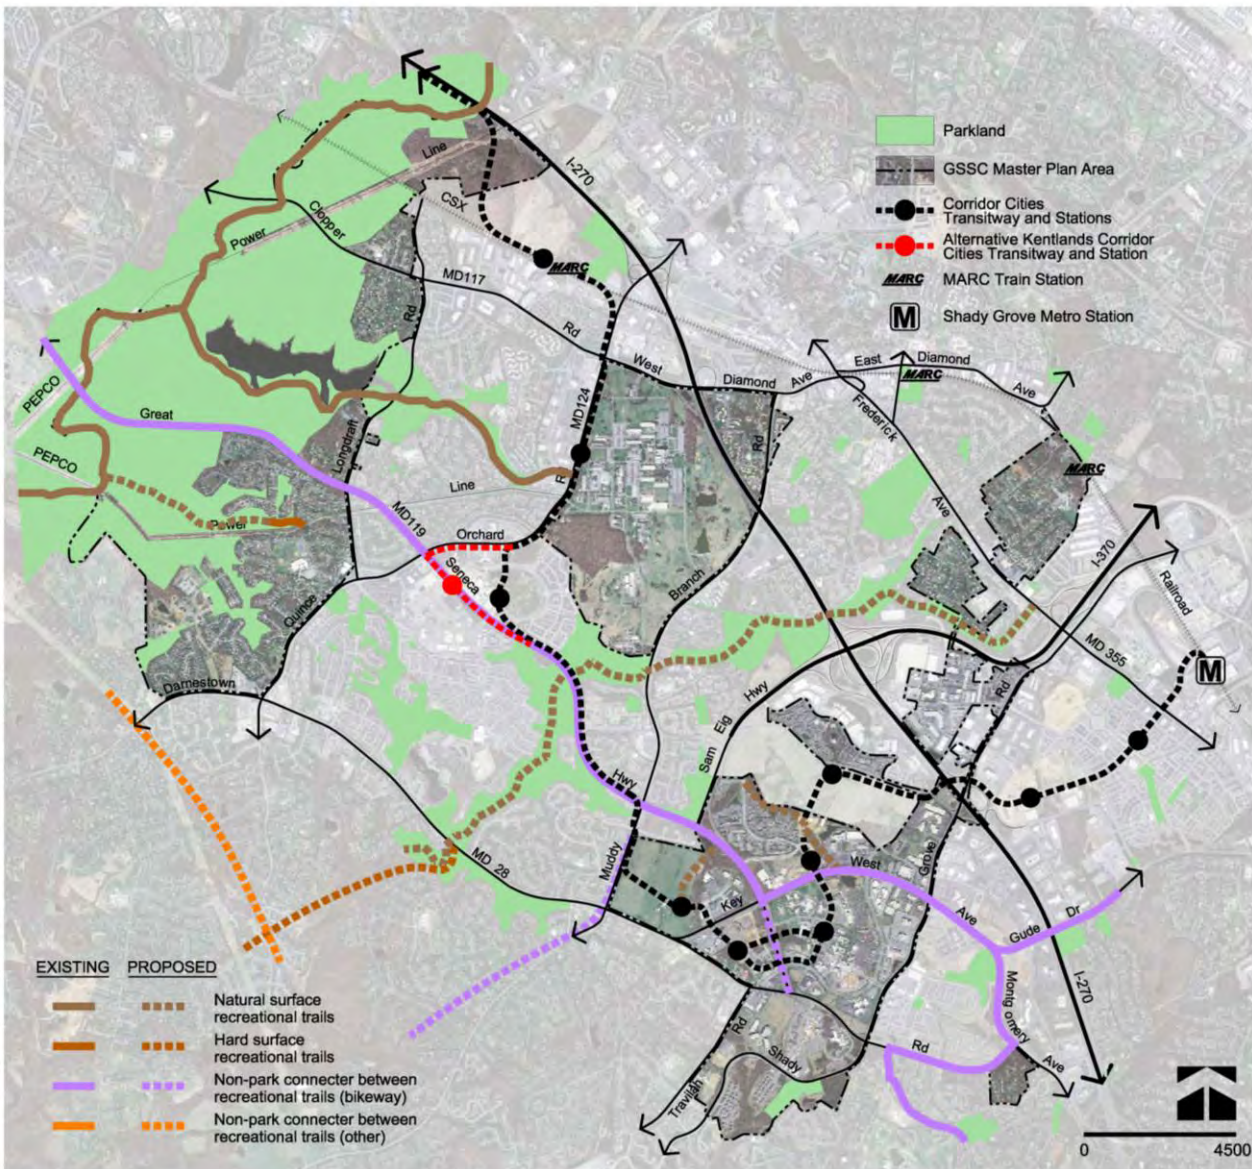 Line
I-270
Parkland
GSSC Master Plan Area
CSX
Corridor Cities
Transitway and Stations
Clopper
Power
Alternative Kentlands Corridor
Cities Transitway and Station
MARC
MD117
MARC
MARC Train Station
Rd
M
Shady Grove Metro Station
Rd
West
Diamond
Ave
East
Diamond
MARC
Ave
PEPCO
Great
MD124
Frederick
Rd
Longdraft
PEPCO
Line
R
MARC
Ave
MD119
Power
Orchard
I-370
Seneca
Branch
Railroad
Quince
MD 355
Darnestown
Hwy
Rd
M
Sam Eig
Hwy
MD 28
Muddy
West
Grove
Key
Ave
Gude
Dr
EXISTING
PROPOSED
Natural surface
recreational trails
Hard surface
recreational trails
Non-park connecter between
recreational trails (bikeway)
Non-park connecter between
recreational trails (other)
I-270
Montgomery
Rd
Rd
Shady
Ave
Travilah
0
4500